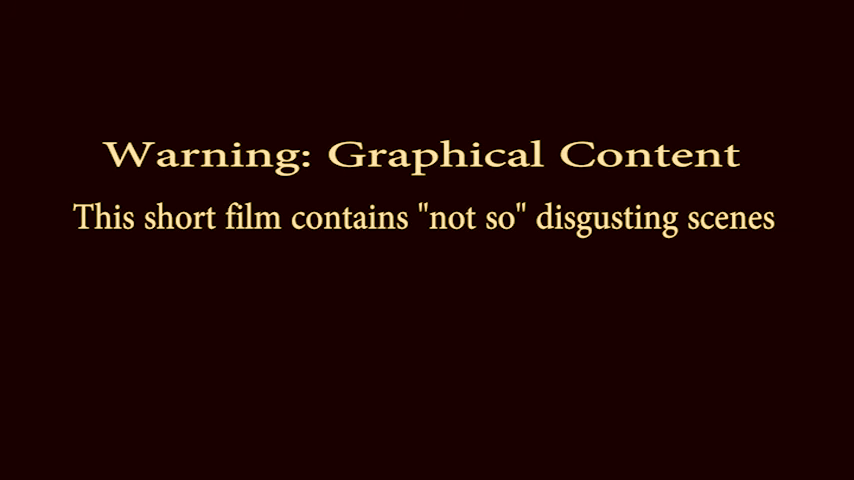 Warning: Graphical Content
This short film contains "not so" disgusting scenes